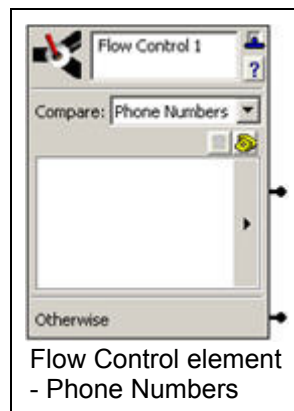 Flow Control 1
?
Compare: Phone Numbers
Otherwise
Flow Control element
- Phone Numbers